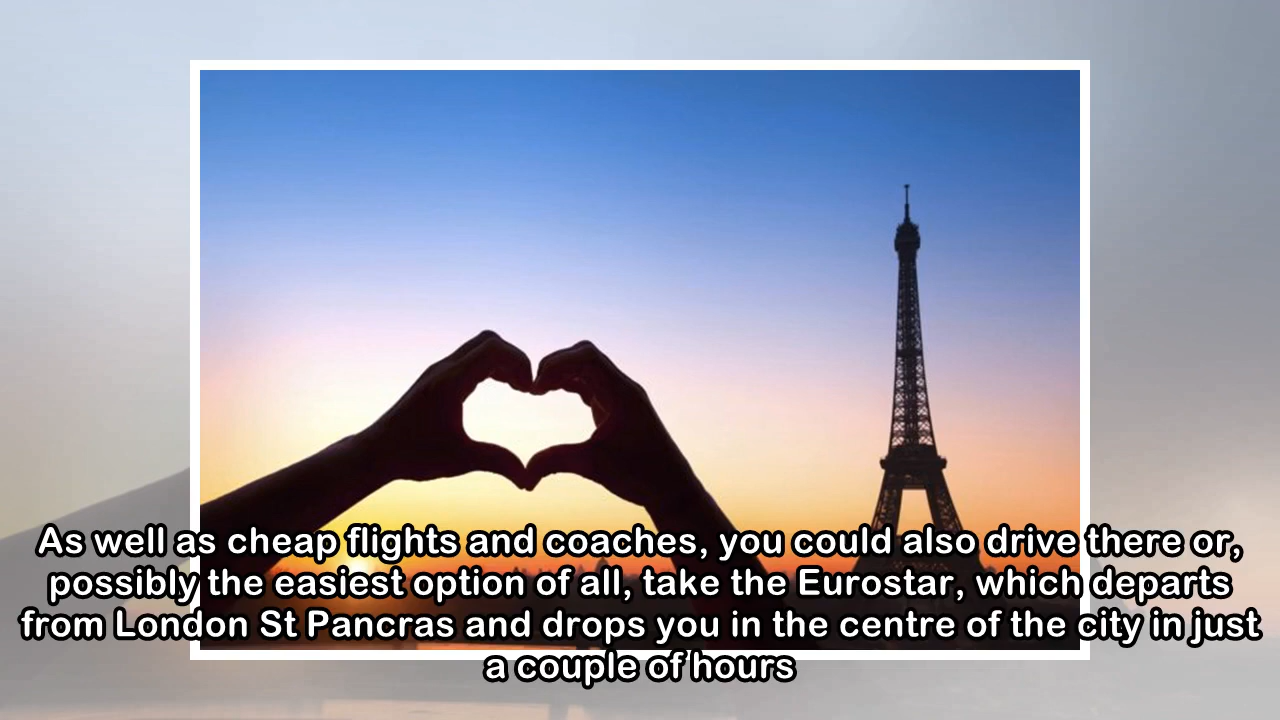 As well as cheap flights and coaches, you could also drive there or,
possibly the easiest option of all, take the Eurostar, which departs
from London St Pancras and drops you in the centre of the city in just
a couple of hours